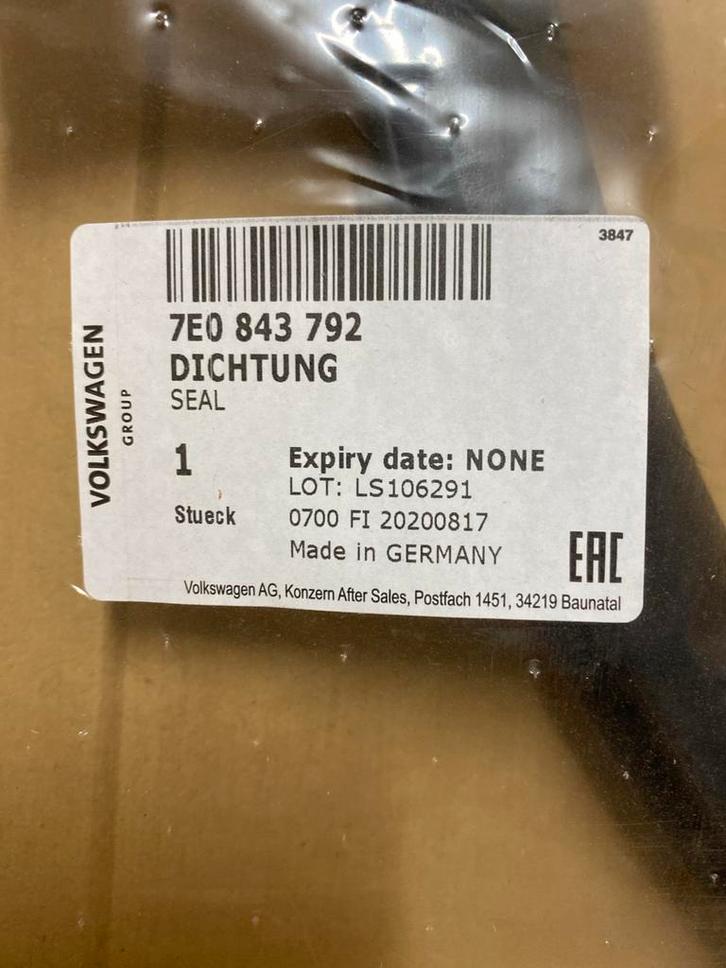 3847
7E0 843 792
DICHTUNG
SEAL
VOLKSWAGEN
GROUP
1
Stueck
Expiry date: NONE
LOT: LS106291
0700 FI 20200817
Made in GERMANY
EAC
Volkswagen AG, Konzern After Sales, Postfach 1451, 34219 Baunatal